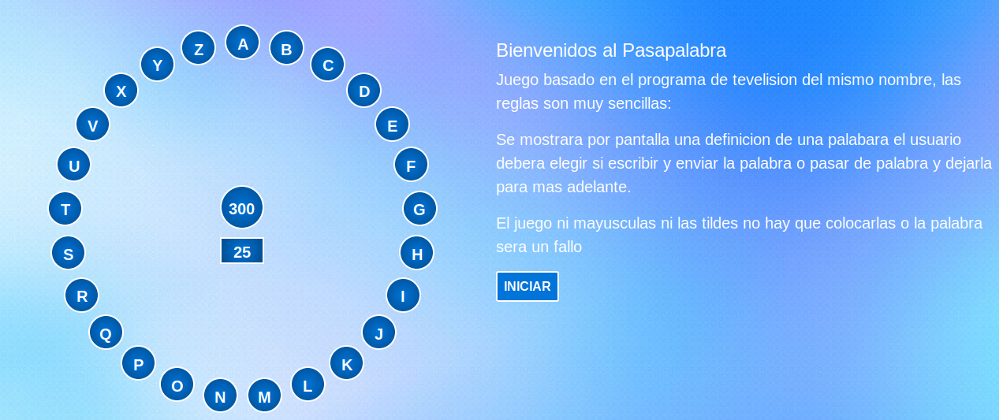 A
B
C
D
E
F
G
H
I
J
K
L
M
N
O
P
Q
R
S
T
U
V
X
Y
Z
300
25
Bienvenidos al Pasapalabra
Juego basado en el programa de tevelision del mismo nombre, las
reglas son muy sencillas:
Se mostrara por pantalla una definicion de una palabara el usuario
debera elegir si escribir y enviar la palabra o pasar de palabra y dejarla
para mas adelante.
El juego ni mayusculas ni las tildes no hay que colocarlas o la palabra
sera un fallo
INICIAR